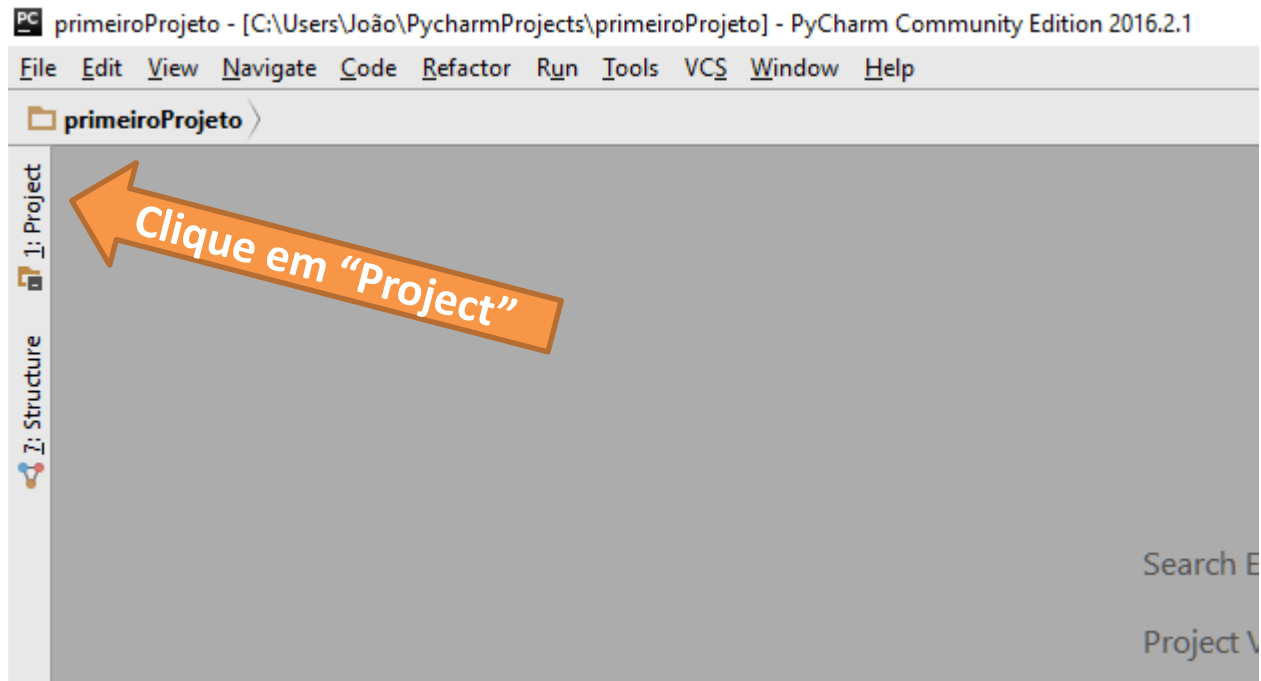 PC primeiroProjeto - [C:\Users\João\PycharmProjects\primeiroProjeto] - PyCharm Community Edition 2016.2.1
File Edit View Navigate Code Refactor Run Tools VCS Window Help
primeiroProjeto
1: Project
Clique em “Project”
7: Structure
Search E
Project V